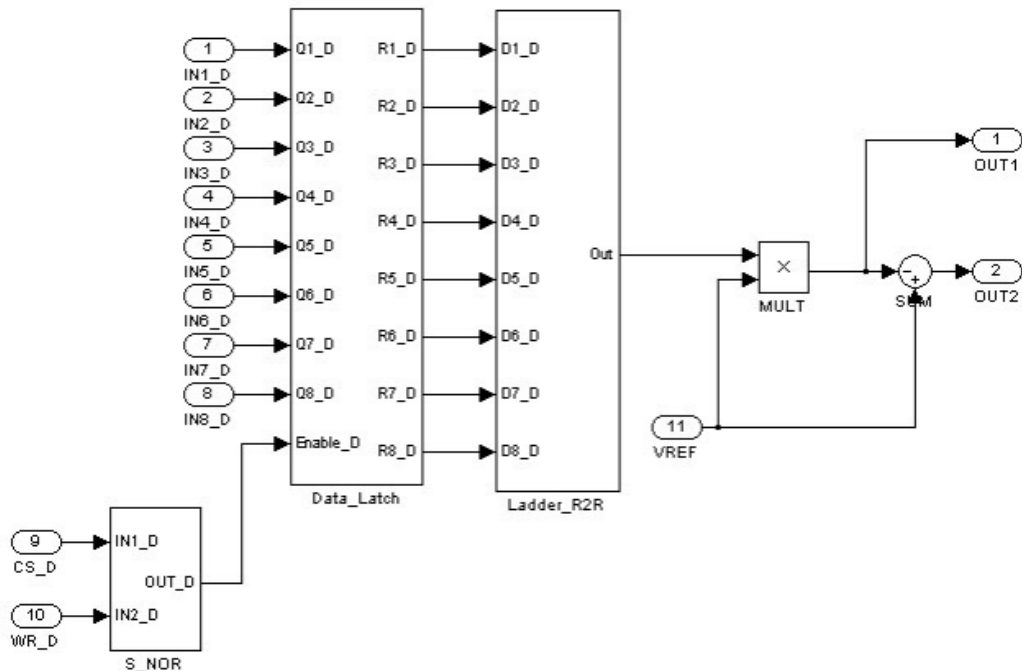 1
IN1_D
2
IN2_D
3
IN3_D
4
IN4_D
5
IN5_D
6
IN6_D
7
IN7_D
8
IN8_D
Q1_D
Q2_D
Q3_D
Q4_D
Q5_D
Q6_D
Q7_D
Q8_D
Enable_D
R1_D
R2_D
R3_D
R4_D
R5_D
R6_D
R7_D
R8_D
Data_Latch
D1_D
D2_D
D3_D
D4_D
D5_D
D6_D
D7_D
D8_D
Out
Ladder_R2R
×
MULT
1
OUT1
-
+
SUM
2
OUT2
11
VREF
9
CS_D
10
WR_D
IN1_D
IN2_D
OUT_D
S_NOR